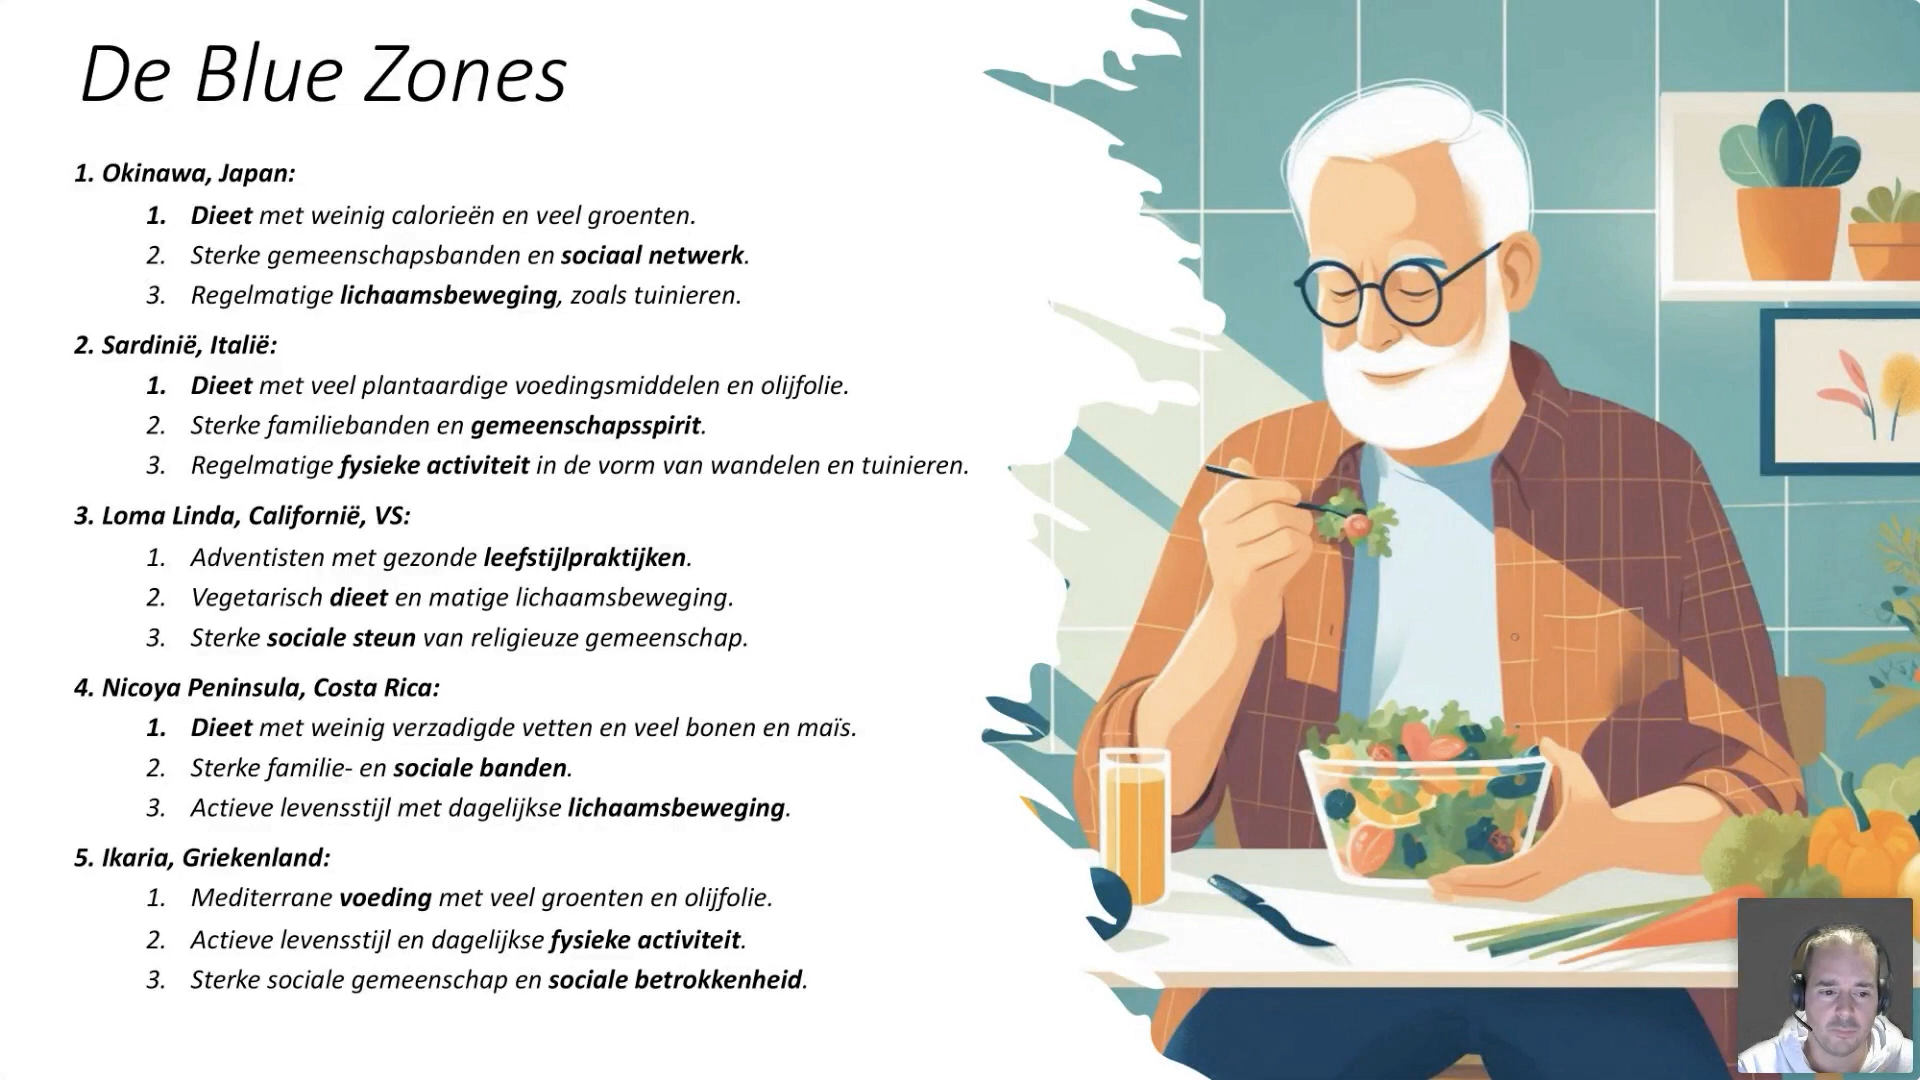 De Blue Zones
1. Okinawa, Japan:
1. Dieet met weinig calorieën en veel groenten.
2. Sterke gemeenschapsbanden en sociaal netwerk.
3. Regelmatige lichaamsbeweging, zoals tuinieren.
2. Sardinië, Italië:
1. Dieet met veel plantaardige voedingsmiddelen en olijfolie.
2. Sterke familiebanden en gemeenschapsspirit.
3. Regelmatige fysieke activiteit in de vorm van wandelen en tuinieren.
3. Loma Linda, Californië, VS:
1. Adventisten met gezonde leefstijlpraktijken.
2. Vegetarisch dieet en matige lichaamsbeweging.
3. Sterke sociale steun van religieuze gemeenschap.
4. Nicoya Peninsula, Costa Rica:
1. Dieet met weinig verzadigde vetten en veel bonen en maïs.
2. Sterke familie- en sociale banden.
3. Actieve levensstijl met dagelijkse lichaamsbeweging.
5. Ikaria, Griekenland:
1. Mediterrane voeding met veel groenten en olijfolie.
2. Actieve levensstijl en dagelijkse fysieke activiteit.
3. Sterke sociale gemeenschap en sociale betrokkenheid.